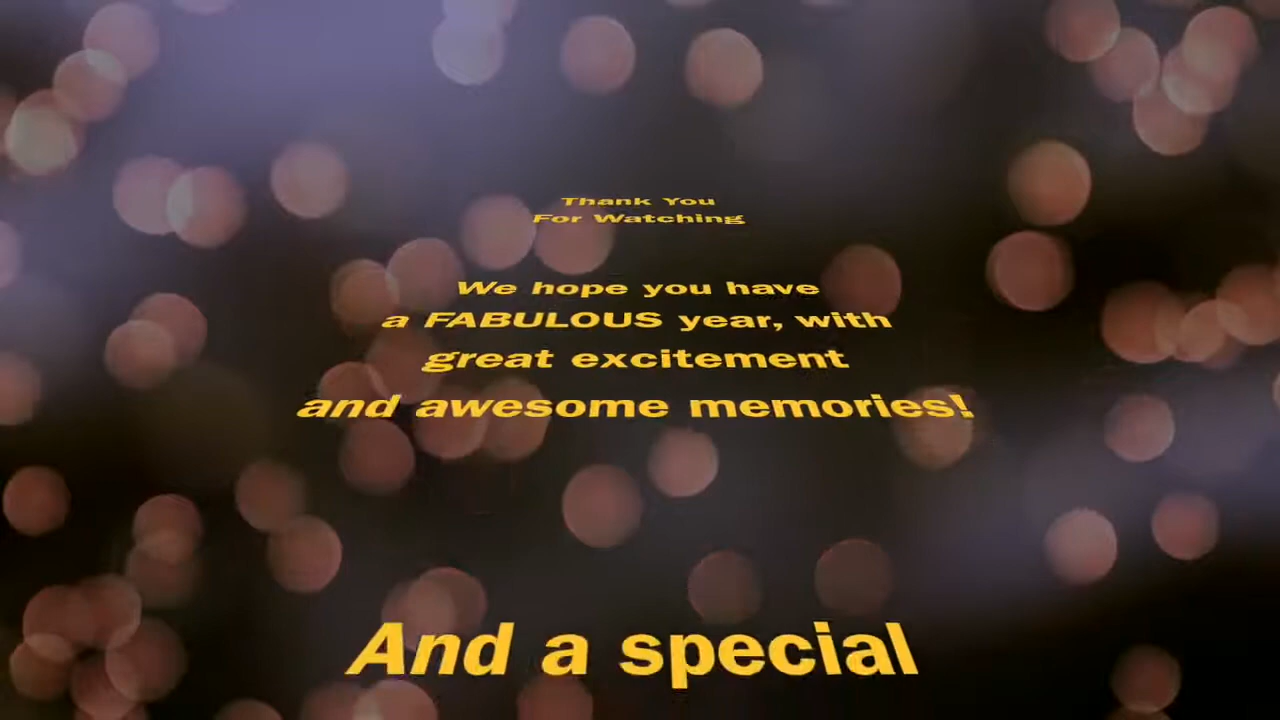 Thank You
For Watching
We hope you have
a FABULOUS year, with
great excitement
and awesome memories!
And a special